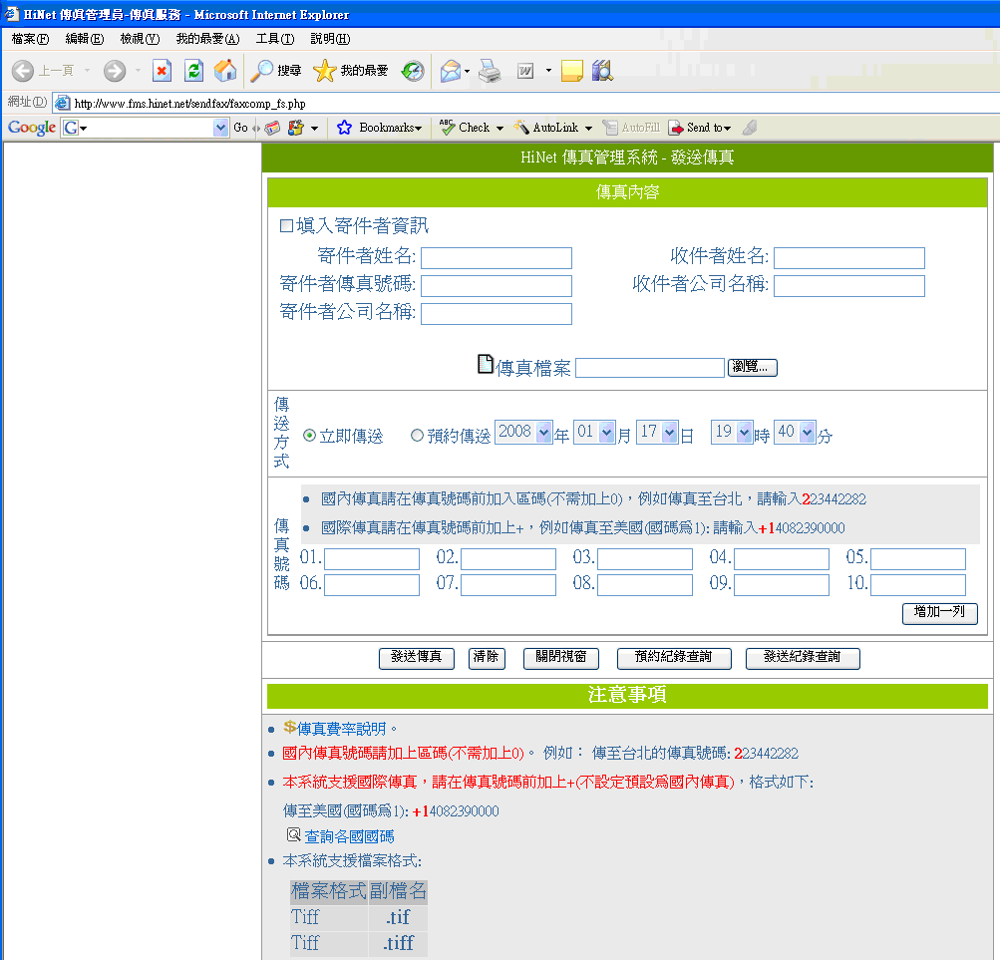 HiNet 傳真管理員-傳真服務 - Microsoft Internet Explorer
檔案(F) 編輯(E) 檢視(V) 我的最愛(A) 工具(T) 說明(H)
上一頁 搜尋 我的最愛
網址(D) http://www.fms.hinet.net/sendfax/faxcomp_fs.php
Google G Go Bookmarks Check AutoLink AutoFill Send to
HiNet 傳真管理系統 - 發送傳真
傳真內容
填入寄件者資訊
寄件者姓名: 收件者姓名:
寄件者傳真號碼: 收件者公司名稱:
寄件者公司名稱:
傳真檔案 瀏覽...
傳送方式 立即傳送 預約傳送 2008年 01月 17日 19時 40分
傳真號碼
國內傳真請在傳真號碼前加入區碼(不需加上0),例如傳真至台北,請輸入223442282
國際傳真請在傳真號碼前加上+,例如傳真至美國(國碼為1): 請輸入+14082390000
01. 02. 03. 04. 05.
06. 07. 08. 09. 10.
增加一列
發送傳真 清除 關閉視窗 預約紀錄查詢 發送紀錄查詢
注意事項
$傳真費率說明。
國內傳真號碼請加上區碼(不需加上0)。 例如: 傳至台北的傳真號碼: 223442282
本系統支援國際傳真,請在傳真號碼前加上+(不設定預設為國內傳真),格式如下:
傳至美國(國碼為1): +14082390000
查詢各國國碼
本系統支援檔案格式:
檔案格式 副檔名
Tiff .tif
Tiff .tiff